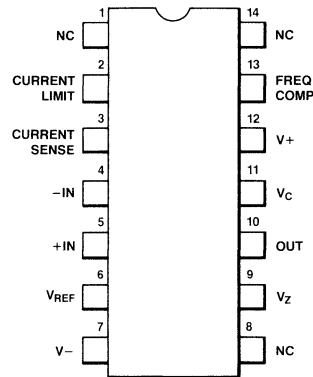 1
14
NC
NC
2
13
CURRENT
LIMIT
FREQ
COMP
3
12
CURRENT
SENSE
V+
4
11
−IN
VC
5
10
+IN
OUT
6
9
VREF
VZ
7
8
V−
NC